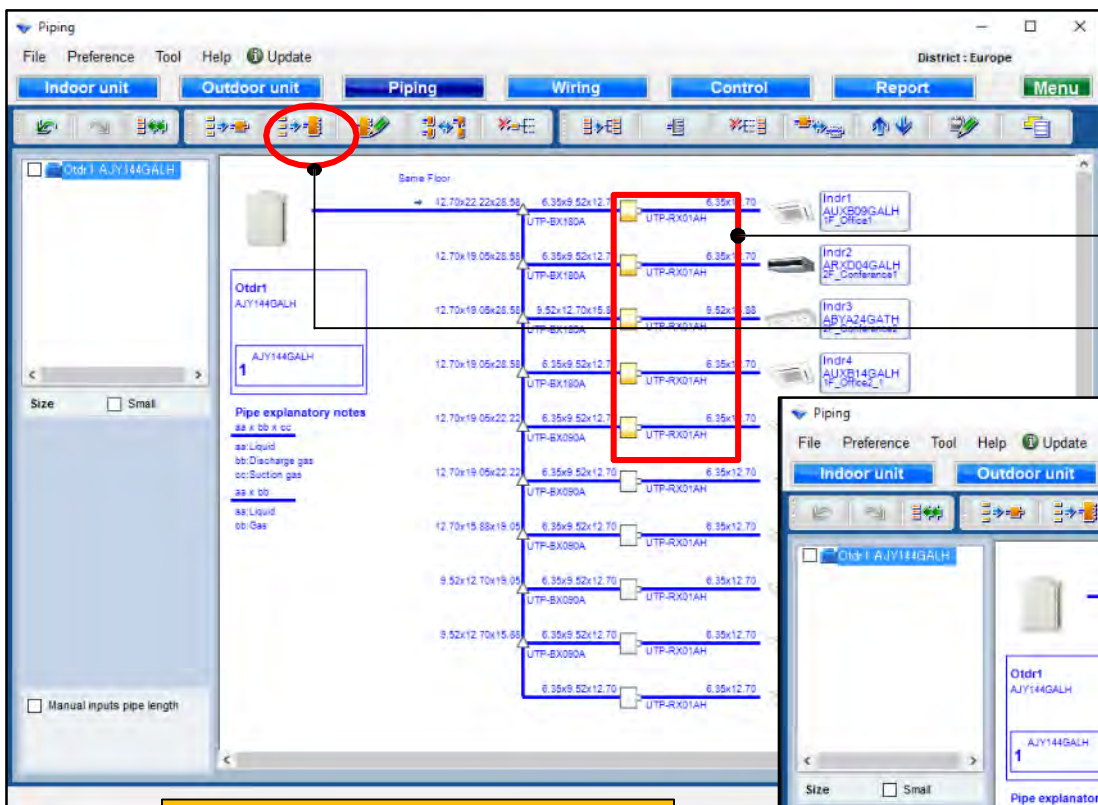 Piping
File Preference Tool Help Update
District : Europe
Indoor unit Outdoor unit Piping Wiring Control Report Menu
Otdr1 AJY144GALH
Size Small
Manual inputs pipe length
Same Floor
Otdr1
AJY144GALH
AJY144GALH
1
Pipe explanatory notes
aa x bb x cc
aa:Liquid
bb:Discharge gas
cc:Suction gas
aa x bb
aa:Liquid
bb:Gas
12.70x22.22x28.58 6.35x9.52x12.7
UTP-BX180A UTP-RX01AH
Indr1
AUXB09GALH
1F_Office1
12.70x19.05x28.58 6.35x9.52x12.7
UTP-BX180A UTP-RX01AH
Indr2
ARXD04GALH
2F_Conference1
12.70x19.05x28.58 9.52x12.70x15.8
UTP-BX180A UTP-RX01AH
Indr3
ABYA24GATH
2F_Conference2
12.70x19.05x28.58 6.35x9.52x12.7
UTP-BX180A UTP-RX01AH
Indr4
AUXB14GALH
1F_Office2_1
12.70x19.05x22.22 6.35x9.52x12.7
UTP-BX090A UTP-RX01AH
12.70x19.05x22.22 6.35x9.52x12.70 6.35x12.70
UTP-BX090A UTP-RX01AH
12.70x15.88x19.05 6.35x9.52x12.70 6.35x12.70
UTP-BX090A UTP-RX01AH
9.52x12.70x19.05 6.35x9.52x12.70 6.35x12.70
UTP-BX090A UTP-RX01AH
9.52x12.70x15.88 6.35x9.52x12.70 6.35x12.70
UTP-BX090A UTP-RX01AH
6.35x9.52x12.70 6.35x12.70
UTP-RX01AH
Piping
File Preference Tool Help Update
Indoor unit Outdoor unit
Otdr1 AJY144GALH
Otdr1
AJY144GALH
AJY144GALH
1
Size Small
Pipe explanator